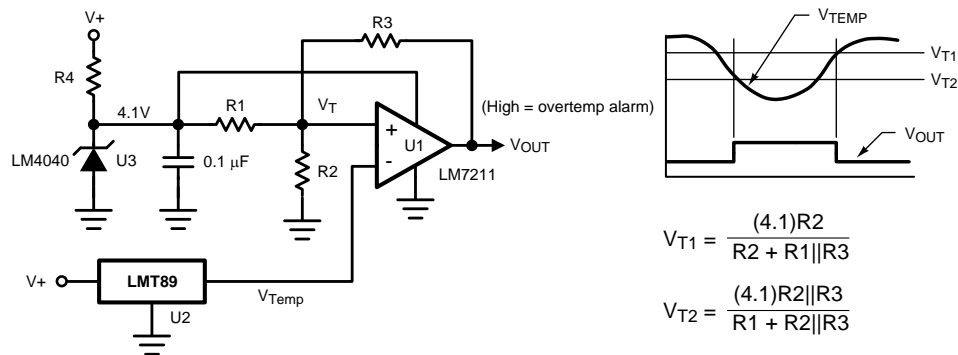 V+
R3
R4
4.1V
R1
VT
(High = overtemp alarm)
U1
VOUT
LM4040
U3
0.1 μF
R2
LM7211
+
-
V+
LMT89
VTemp
U2
VTEMP
VT1
VT2
VOUT
VT1 = (4.1)R2
R2 + R1||R3
VT2 = (4.1)R2||R3
R1 + R2||R3